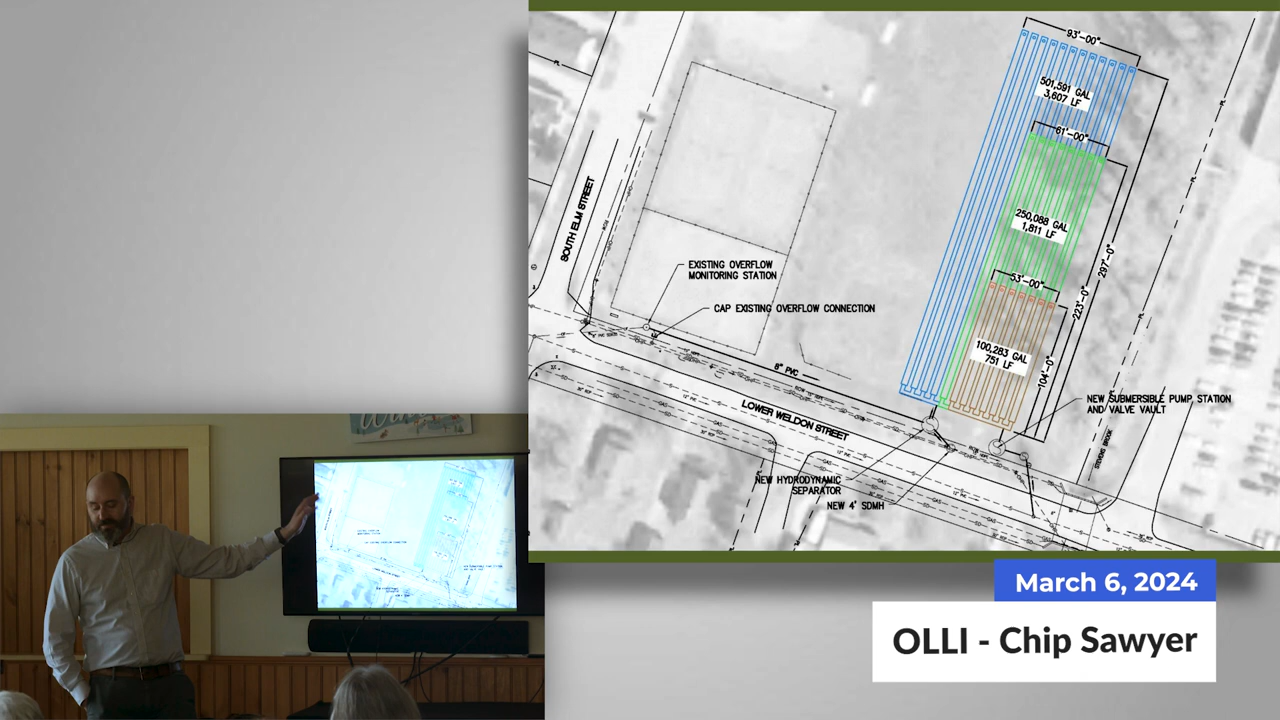 93'-00"
501,591 GAL
3,607 LF
61'-00"
250,088 GAL
1,811 LF
297'-0"
223'-0"
53'-00"
100,283 GAL
751 LF
104'-0"
SOUTH ELM STREET
EXISTING OVERFLOW
MONITORING STATION
CAP EXISTING OVERFLOW CONNECTION
8" PVC
LOWER WELDON STREET
NEW SUBMERSIBLE PUMP STATION
AND VALVE VAULT
STEVENS BROOK
NEW HYDRODYNAMIC
SEPARATOR
NEW 4' SDMH
March 6, 2024
OLLI - Chip Sawyer